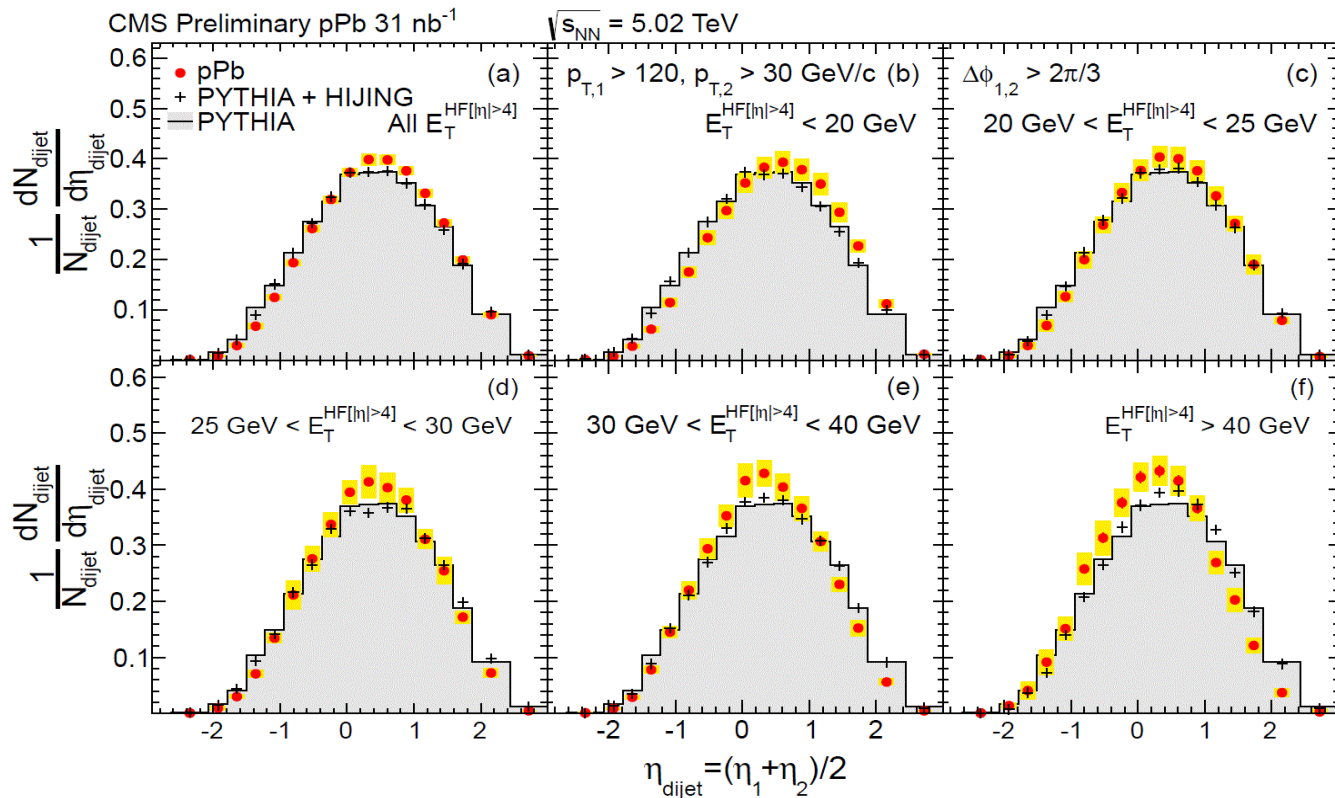 CMS Preliminary pPb 31 nb⁻¹ √s_NN = 5.02 TeV
(a)
pPb
PYTHIA + HIJING
PYTHIA
All E_T^HF[|η|>4]
p_T,1 > 120, p_T,2 > 30 GeV/c (b)
E_T^HF[|η|>4] < 20 GeV
Δϕ_1,2 > 2π/3 (c)
20 GeV < E_T^HF[|η|>4] < 25 GeV
1/N_dijet dN_dijet/dη_dijet
0.6
0.5
0.4
0.3
0.2
0.1
(d)
25 GeV < E_T^HF[|η|>4] < 30 GeV
(e)
30 GeV < E_T^HF[|η|>4] < 40 GeV
(f)
E_T^HF[|η|>4] > 40 GeV
1/N_dijet dN_dijet/dη_dijet
0.6
0.5
0.4
0.3
0.2
0.1
-2 -1 0 1 2
-2 -1 0 1 2
-2 -1 0 1 2
η_dijet=(η_1+η_2)/2